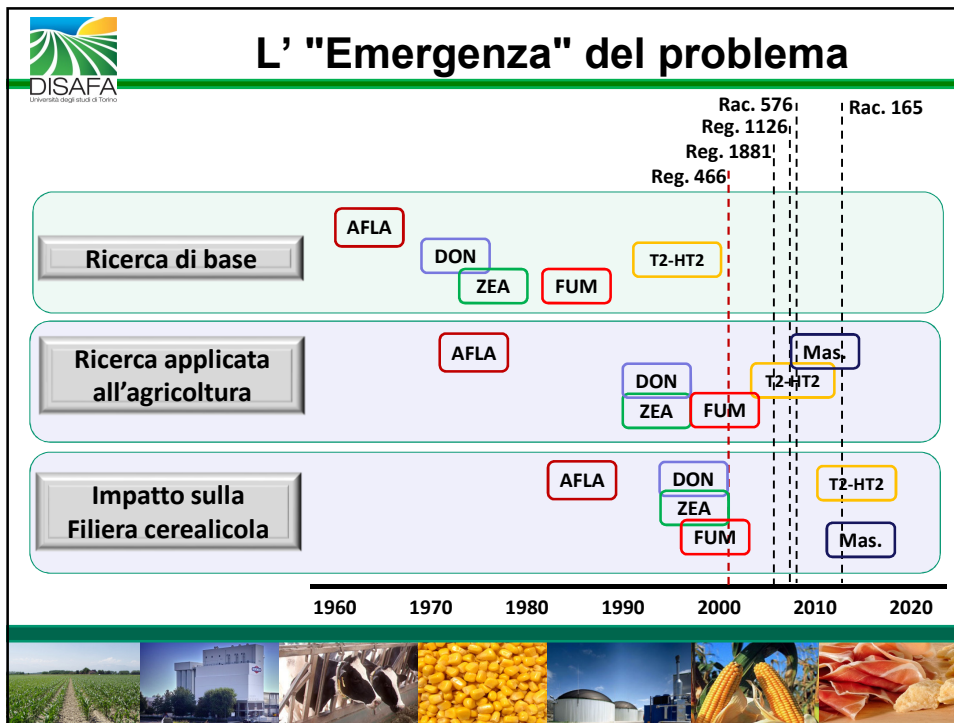 L' "Emergenza" del problema
DISAFA
Università degli studi di Torino
Rac. 576
Rac. 165
Reg. 1126
Reg. 1881
Reg. 466
AFLA
Ricerca di base
DON
T2-HT2
ZEA
FUM
Ricerca applicata
all’agricoltura
AFLA
Mas.
DON
T2-HT2
ZEA
FUM
Impatto sulla
Filiera cerealicola
AFLA
DON
T2-HT2
ZEA
FUM
Mas.
1960 1970 1980 1990 2000 2010 2020